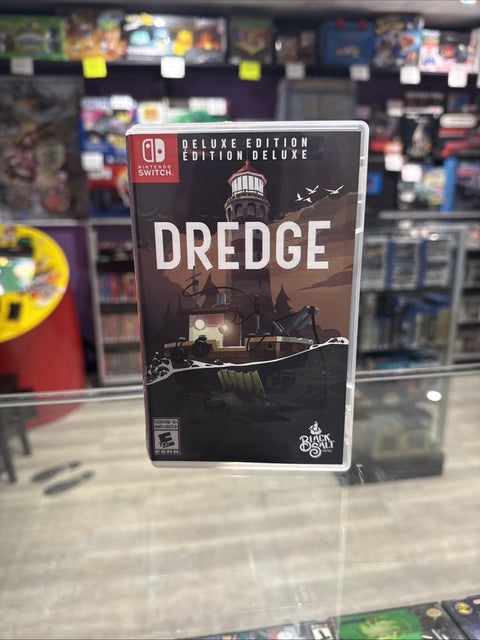 NINTENDO
SWITCH
DELUXE EDITION
ÉDITION DELUXE
DREDGE
E
ESRB
BLACK
SALT